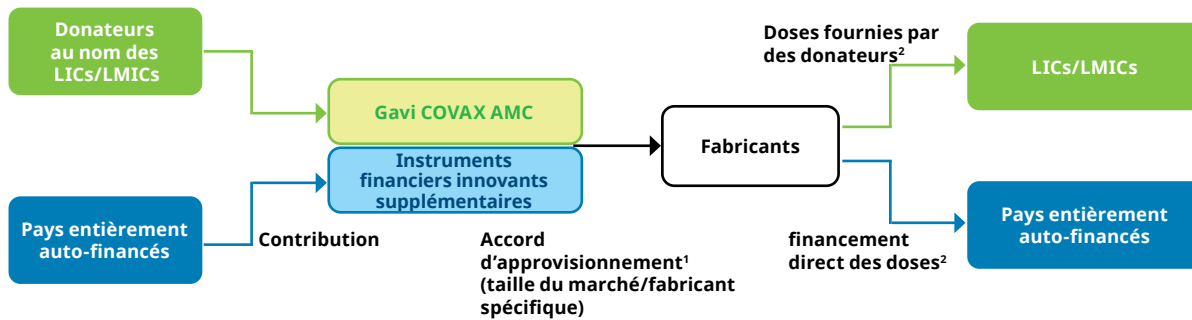 Donateurs
au nom des
LICs/LMICs
Pays entièrement
auto-financés
Contribution
Gavi COVAX AMC
Instruments
financiers innovants
supplémentaires
Accord
d’approvisionnement¹
(taille du marché/fabricant
spécifique)
Fabricants
Doses fournies par
des donateurs²
financement
direct des doses²
LICs/LMICs
Pays entièrement
auto-financés